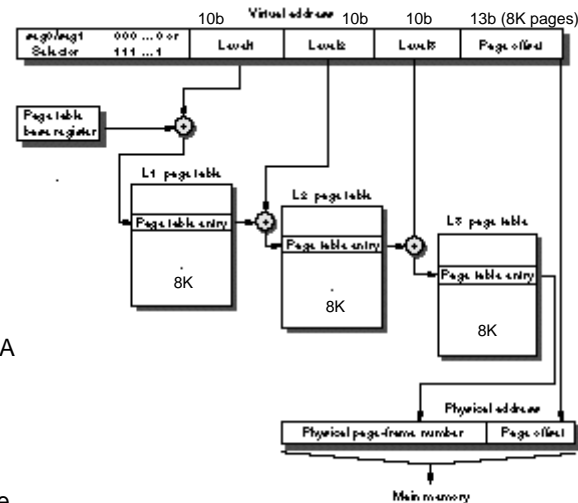 Virtual address
10b 10b 10b 13b (8K pages)
seg0/seg1 000 ... 0 or
Selector 111 ... 1
Level1 Level2 Level3 Page offset
Page table
base register
L1 page table
Page table entry
8K
L2 page table
Page table entry
8K
L3 page table
Page table entry
8K
A
Physical address
Physical page-frame number Page offset
Main memory
e